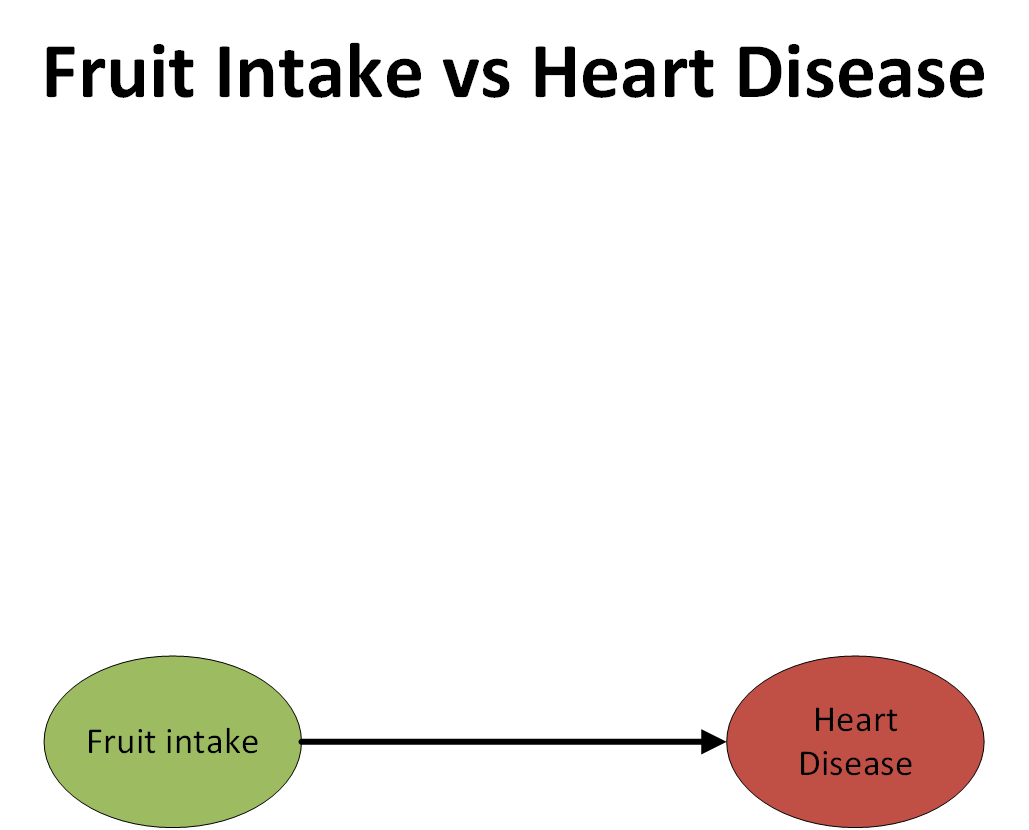 Fruit Intake vs Heart Disease
Fruit intake
Heart
Disease